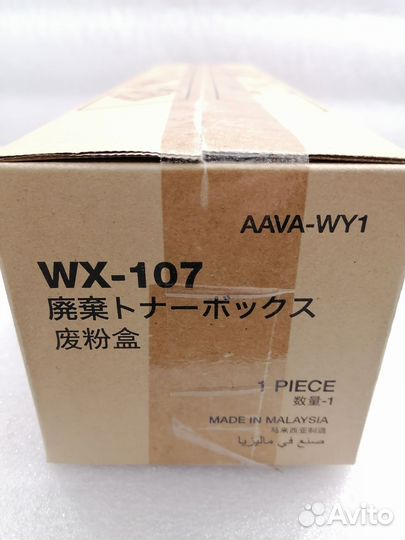 AAVA-WY1
WX-107
廃棄トナーボックス
废粉盒
1 PIECE
数量-1
MADE IN MALAYSIA
马来西亚制造
صنع في ماليزيا
Avito